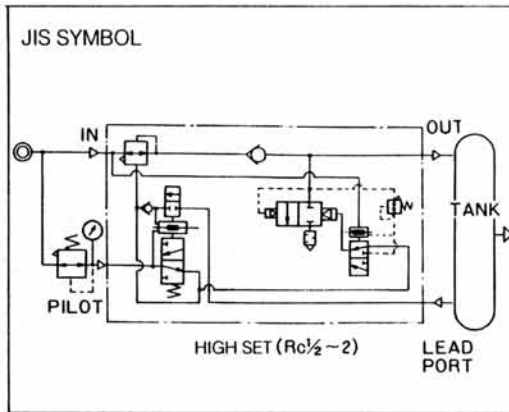 JIS SYMBOL
IN
OUT
TANK
PILOT
HIGH SET (Rc½~2)
LEAD
PORT